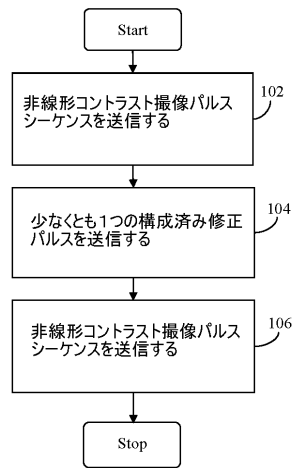 Start
非線形コントラスト撮像パルス
シーケンスを送信する
102
少なくとも１つの構成済み修正
パルスを送信する
104
非線形コントラスト撮像パルス
シーケンスを送信する
106
Stop